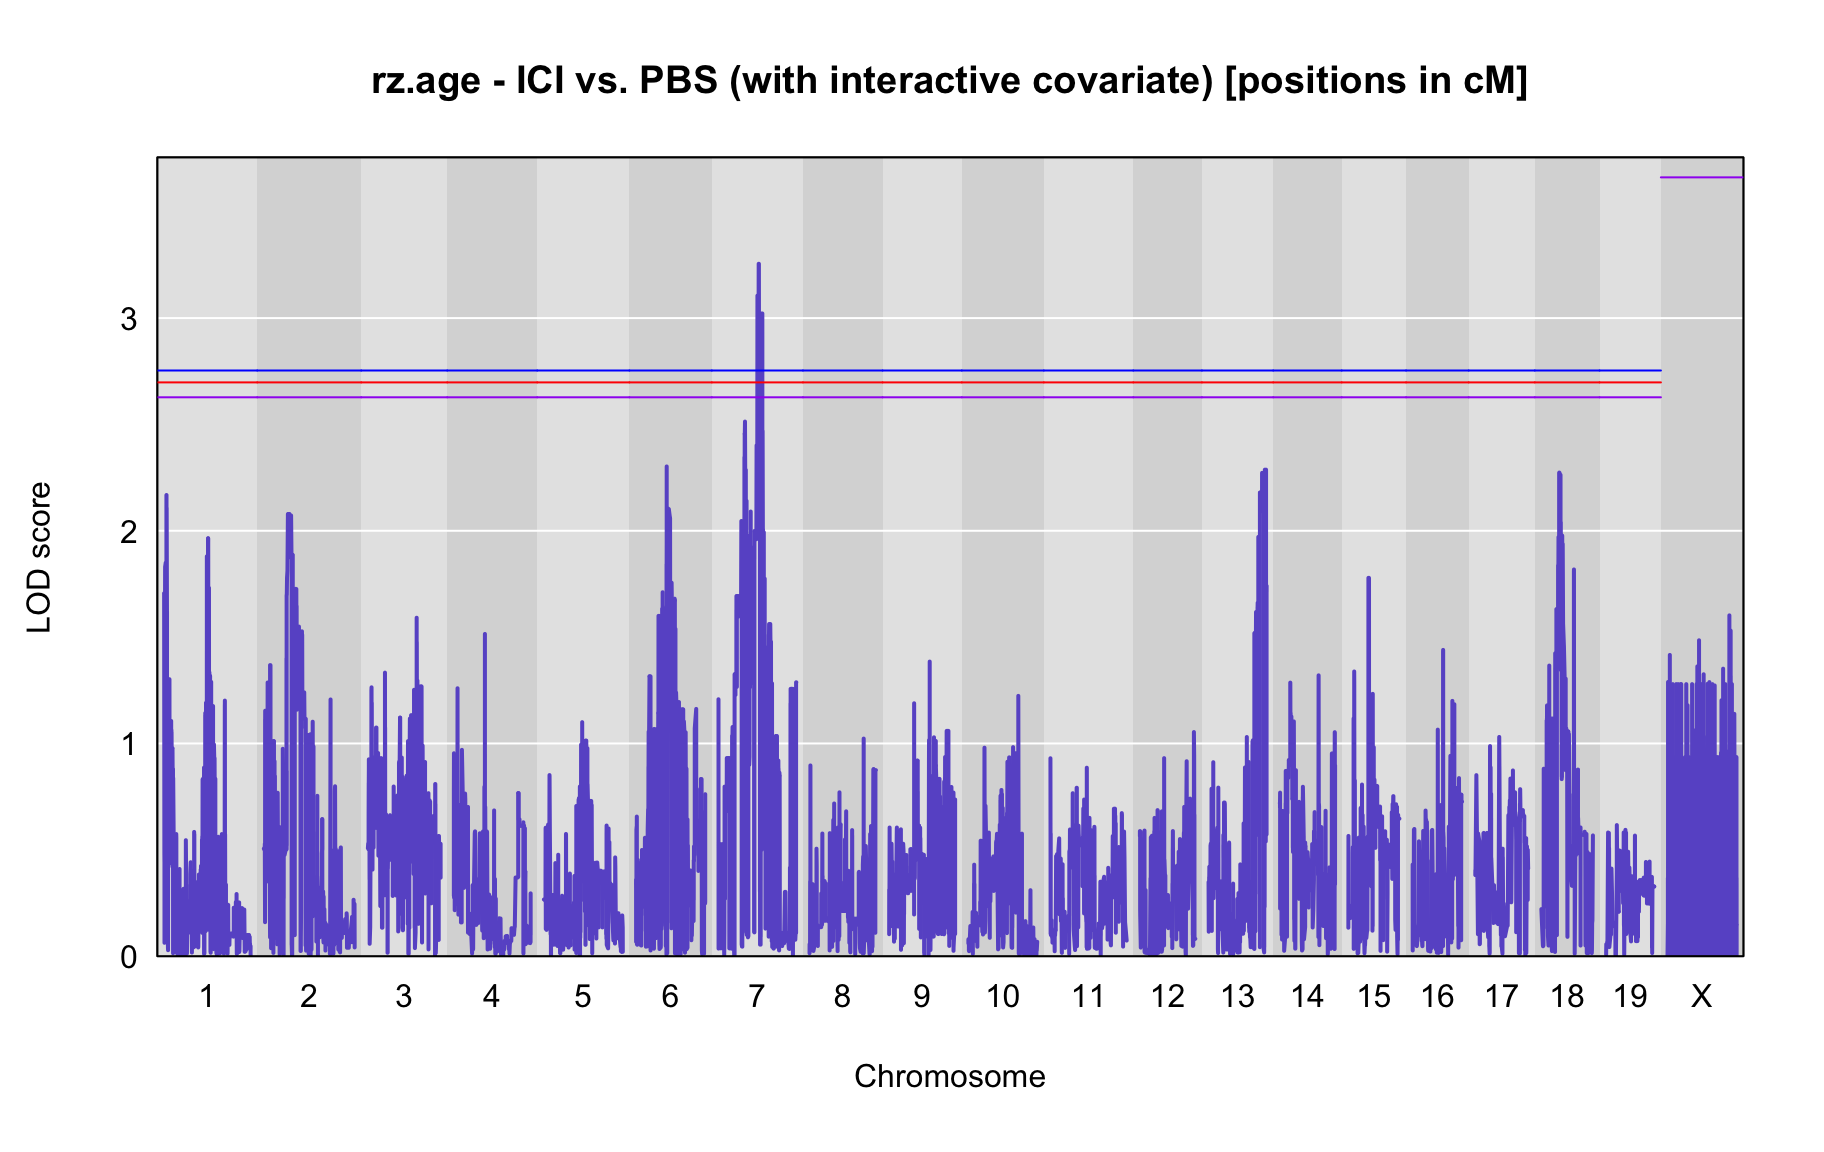 rz.age - ICI vs. PBS (with interactive covariate) [positions in cM]
LOD score
3
2
1
0
1 2 3 4 5 6 7 8 9 10 11 12 13 14 15 16 17 18 19 X
Chromosome